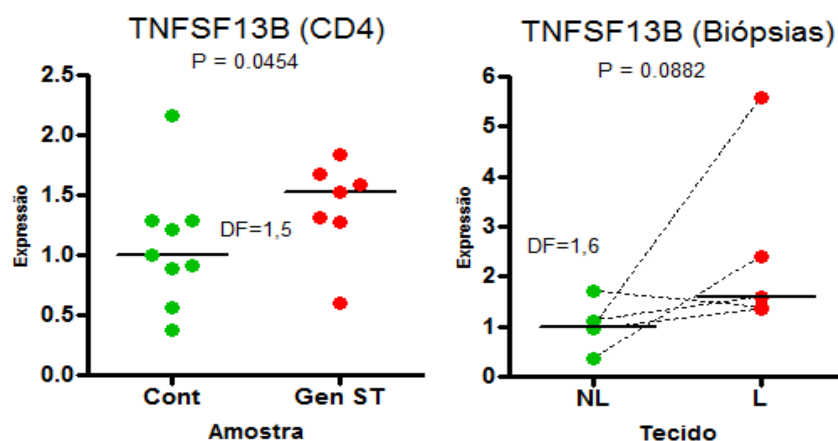 TNFSF13B (CD4)
P = 0.0454
2.5
2.0
1.5
1.0
0.5
0.0
Expressão
DF=1,5
Cont
Gen ST
Amostra
TNFSF13B (Biópsias)
P = 0.0882
6
5
4
3
2
1
0
Expressão
DF=1,6
NL
L
Tecido